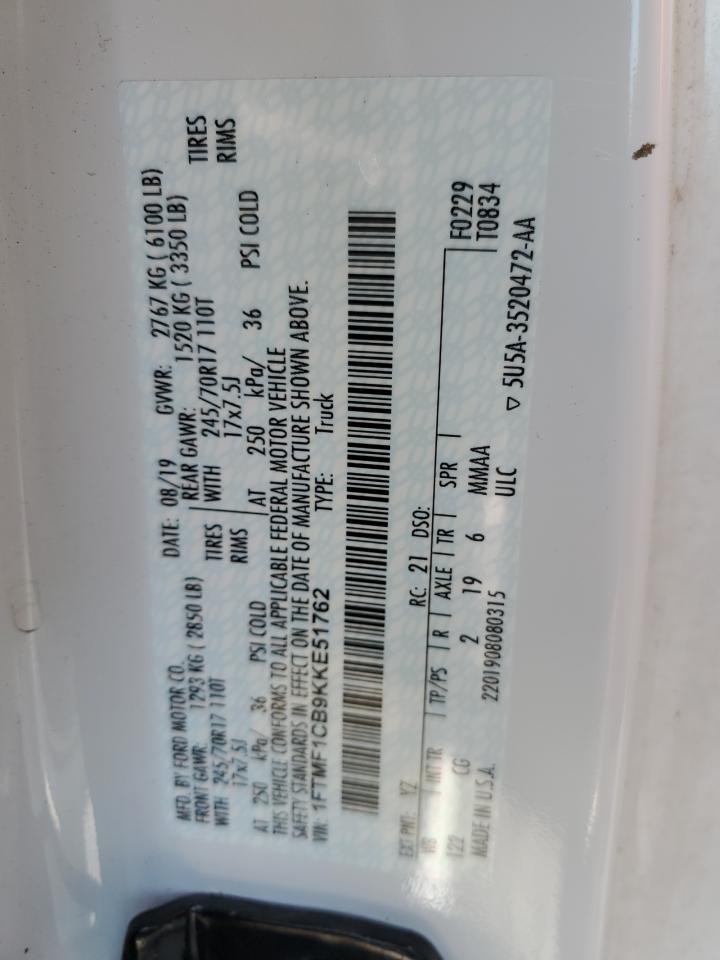 MFD. BY FORD MOTOR CO.
DATE: 08/19 GVWR: 2767 KG ( 6100 LB)
FRONT GAWR: 1293 KG ( 2850 LB) REAR GAWR: 1520 KG ( 3350 LB)
WITH 245/70R17 110T TIRES WITH 245/70R17 110T TIRES
17x7.5J RIMS 17x7.5J RIMS
AT 250 kPa/ 36 PSI COLD AT 250 kPa/ 36 PSI COLD
THIS VEHICLE CONFORMS TO ALL APPLICABLE FEDERAL MOTOR VEHICLE
SAFETY STANDARDS IN EFFECT ON THE DATE OF MANUFACTURE SHOWN ABOVE.
VIN: 1FTMF1CB9KKE51762 TYPE: Truck
EXT PNT: YZ RC: 21 DSO: F0229
WB INT TR TP/PS R AXLE TR SPR T0834
122 CG 2 19 6 MMAA
MADE IN U.S.A. 2201908080315 ULC ▽ 5U5A-3520472-AA